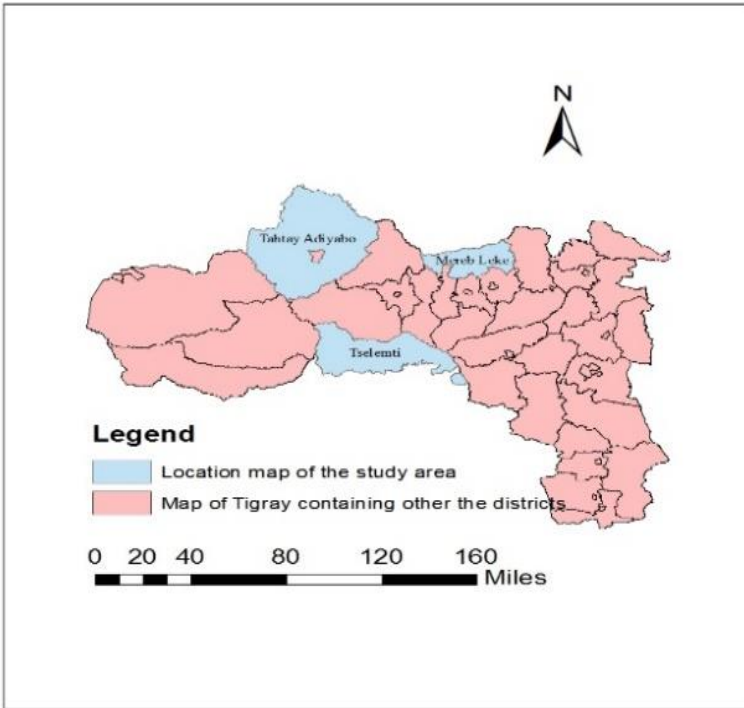 N
Tahtay Adiyabo
Mereb Leke
Tselemti
Legend
Location map of the study area
Map of Tigray containing other the districts
0 20 40 80 120 160
Miles